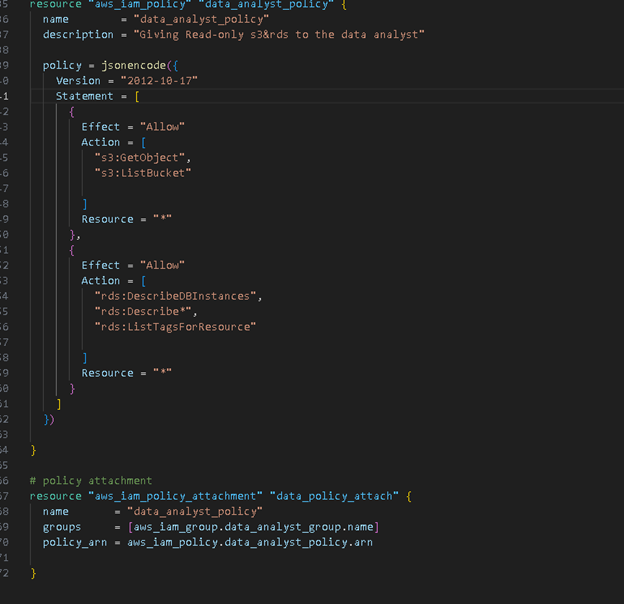 35 resource "aws_iam_policy" "data_analyst_policy" {
36 name = "data_analyst_policy"
37 description = "Giving Read-only s3&rds to the data analyst"
38
39 policy = jsonencode({
40 Version = "2012-10-17"
41 Statement = [
42 {
43 Effect = "Allow"
44 Action = [
45 "s3:GetObject",
46 "s3:ListBucket"
47
48 ]
49 Resource = "*"
50 },
51 {
52 Effect = "Allow"
53 Action = [
54 "rds:DescribeDBInstances",
55 "rds:Describe*",
56 "rds:ListTagsForResource"
57
58 ]
59 Resource = "*"
60 }
61 ]
62 })
63
64 }
65
66 # policy attachment
67 resource "aws_iam_policy_attachment" "data_policy_attach" {
68 name = "data_analyst_policy"
69 groups = [aws_iam_group.data_analyst_group.name]
70 policy_arn = aws_iam_policy.data_analyst_policy.arn
71
72 }